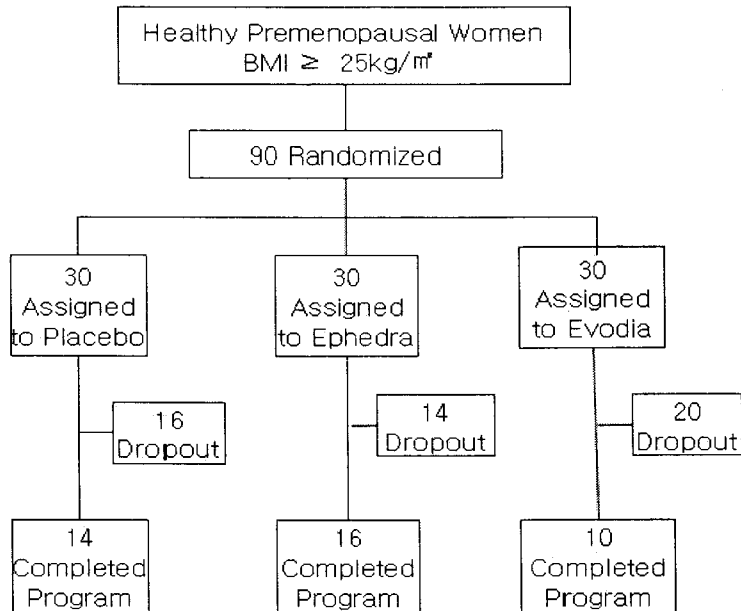 Healthy Premenopausal Women
BMI ≥ 25kg/㎡
90 Randomized
30
Assigned
to Placebo
30
Assigned
to Ephedra
30
Assigned
to Evodia
16
Dropout
14
Dropout
20
Dropout
14
Completed
Program
16
Completed
Program
10
Completed
Program